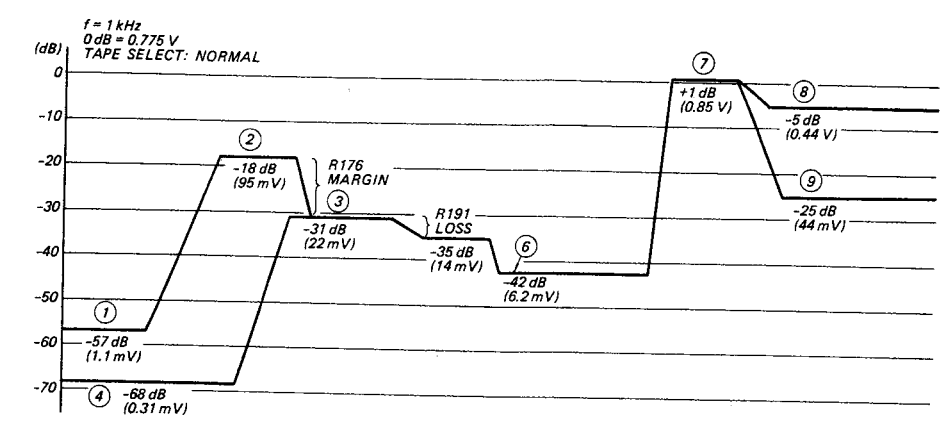 f = 1 kHz
0 dB = 0.775 V
TAPE SELECT: NORMAL
(dB)
0
-10
-20
-30
-40
-50
-60
-70
1
-57 dB
(1.1 mV)
2
-18 dB
(95 mV)
R176
MARGIN
3
-31 dB
(22 mV)
R191
LOSS
-35 dB
(14 mV)
4
-68 dB
(0.31 mV)
6
-42 dB
(6.2 mV)
7
+1 dB
(0.85 V)
8
-5 dB
(0.44 V)
9
-25 dB
(44 mV)